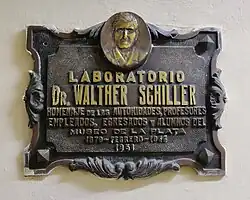 LABORATORIO
DR. WALTHER SCHILLER
HOMENAJE DE LAS AUTORIDADES, PROFESORES
EMPLEADOS, EGRESADOS Y ALUMNOS DEL
MUSEO DE LA PLATA
1879-FEBRERO-1945
1951